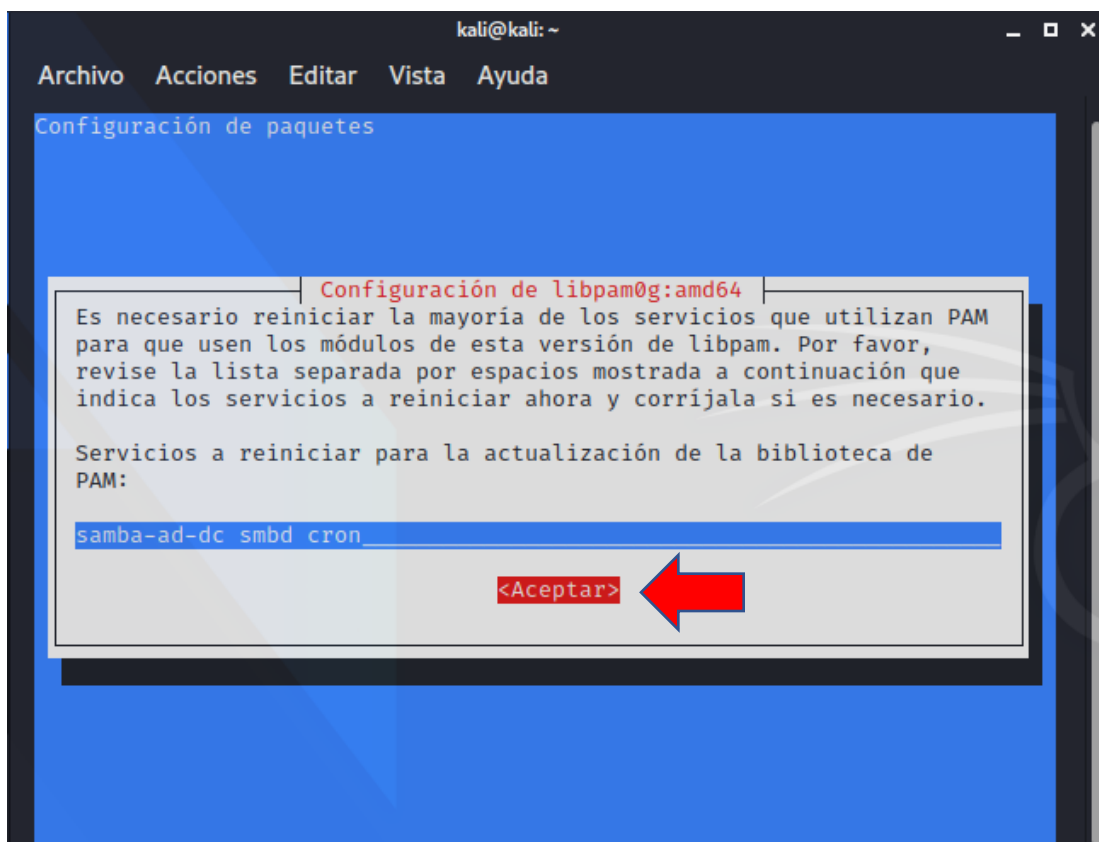 kali@kali: ~
Archivo Acciones Editar Vista Ayuda
Configuración de paquetes
Configuración de libpam0g:amd64
Es necesario reiniciar la mayoría de los servicios que utilizan PAM
para que usen los módulos de esta versión de libpam. Por favor,
revise la lista separada por espacios mostrada a continuación que
indica los servicios a reiniciar ahora y corríjala si es necesario.
Servicios a reiniciar para la actualización de la biblioteca de
PAM:
samba-ad-dc smbd cron
<Aceptar>